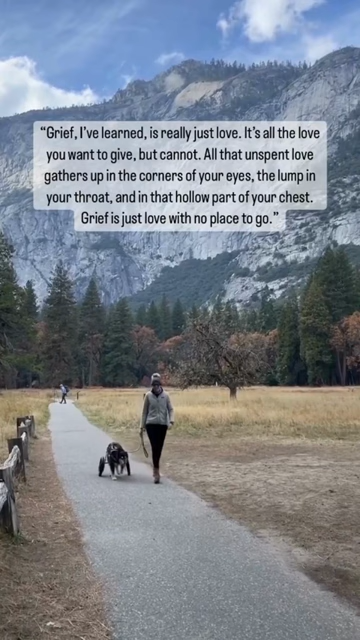 “Grief, I’ve learned, is really just love. It’s all the love
you want to give, but cannot. All that unspent love
gathers up in the corners of your eyes, the lump in
your throat, and in that hollow part of your chest.
Grief is just love with no place to go.”